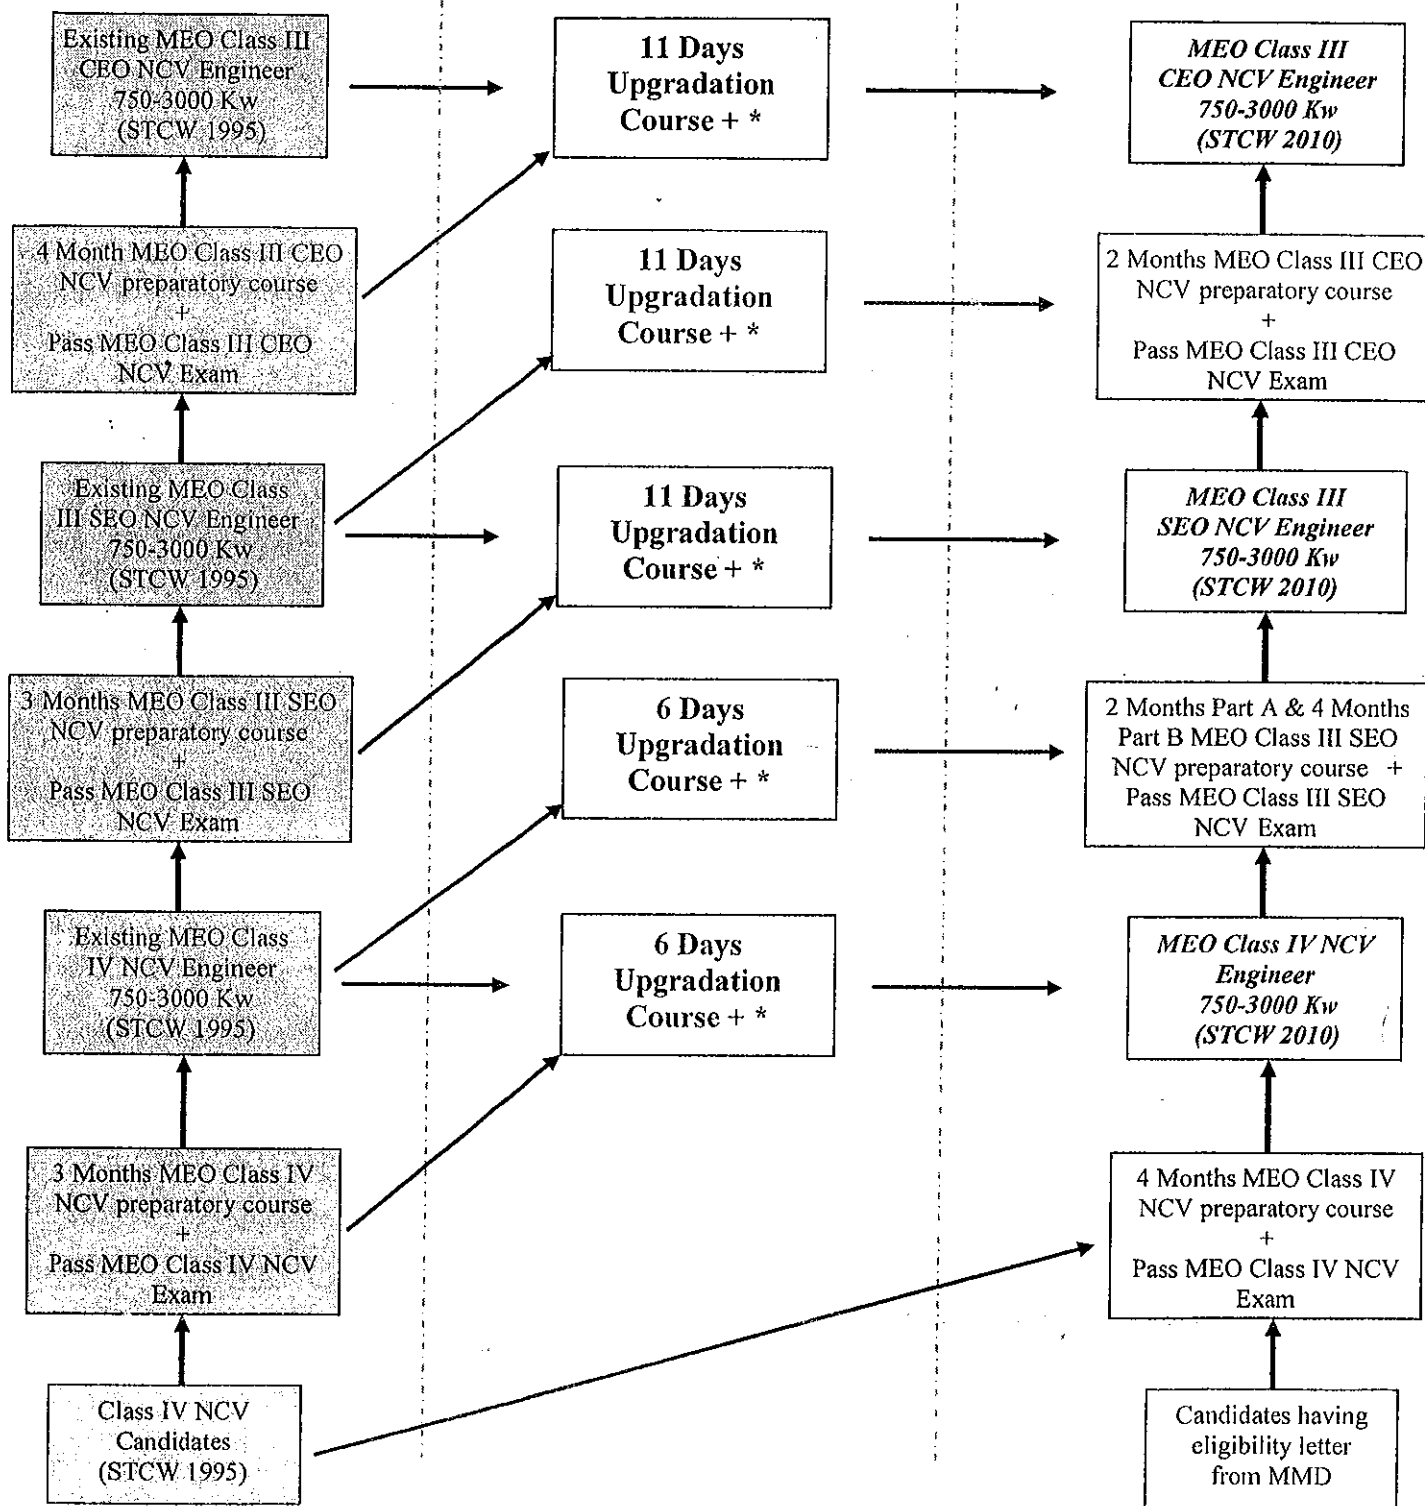 Existing MEO Class III
CEO NCV Engineer
750-3000 Kw
(STCW 1995)
11 Days
Upgradation
Course + *
MEO Class III
CEO NCV Engineer
750-3000 Kw
(STCW 2010)
4 Month MEO Class III CEO
NCV preparatory course
+
Pass MEO Class III CEO
NCV Exam
11 Days
Upgradation
Course + *
2 Months MEO Class III CEO
NCV preparatory course
+
Pass MEO Class III CEO
NCV Exam
Existing MEO Class
III SEO NCV Engineer
750-3000 Kw
(STCW 1995)
11 Days
Upgradation
Course + *
MEO Class III
SEO NCV Engineer
750-3000 Kw
(STCW 2010)
3 Months MEO Class III SEO
NCV preparatory course
+
Pass MEO Class III SEO
NCV Exam
6 Days
Upgradation
Course + *
2 Months Part A & 4 Months
Part B MEO Class III SEO
NCV preparatory course +
Pass MEO Class III SEO
NCV Exam
Existing MEO Class
IV NCV Engineer
750-3000 Kw
(STCW 1995)
6 Days
Upgradation
Course + *
MEO Class IV NCV
Engineer
750-3000 Kw
(STCW 2010)
3 Months MEO Class IV
NCV preparatory course
+
Pass MEO Class IV NCV
Exam
4 Months MEO Class IV
NCV preparatory course
+
Pass MEO Class IV NCV
Exam
Class IV NCV
Candidates
(STCW 1995)
Candidates having
eligibility letter
from MMD